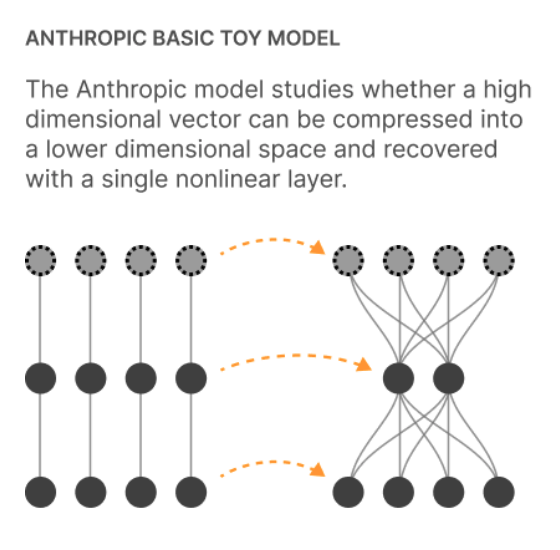 ANTHROPIC BASIC TOY MODEL
The Anthropic model studies whether a high
dimensional vector can be compressed into
a lower dimensional space and recovered
with a single nonlinear layer.